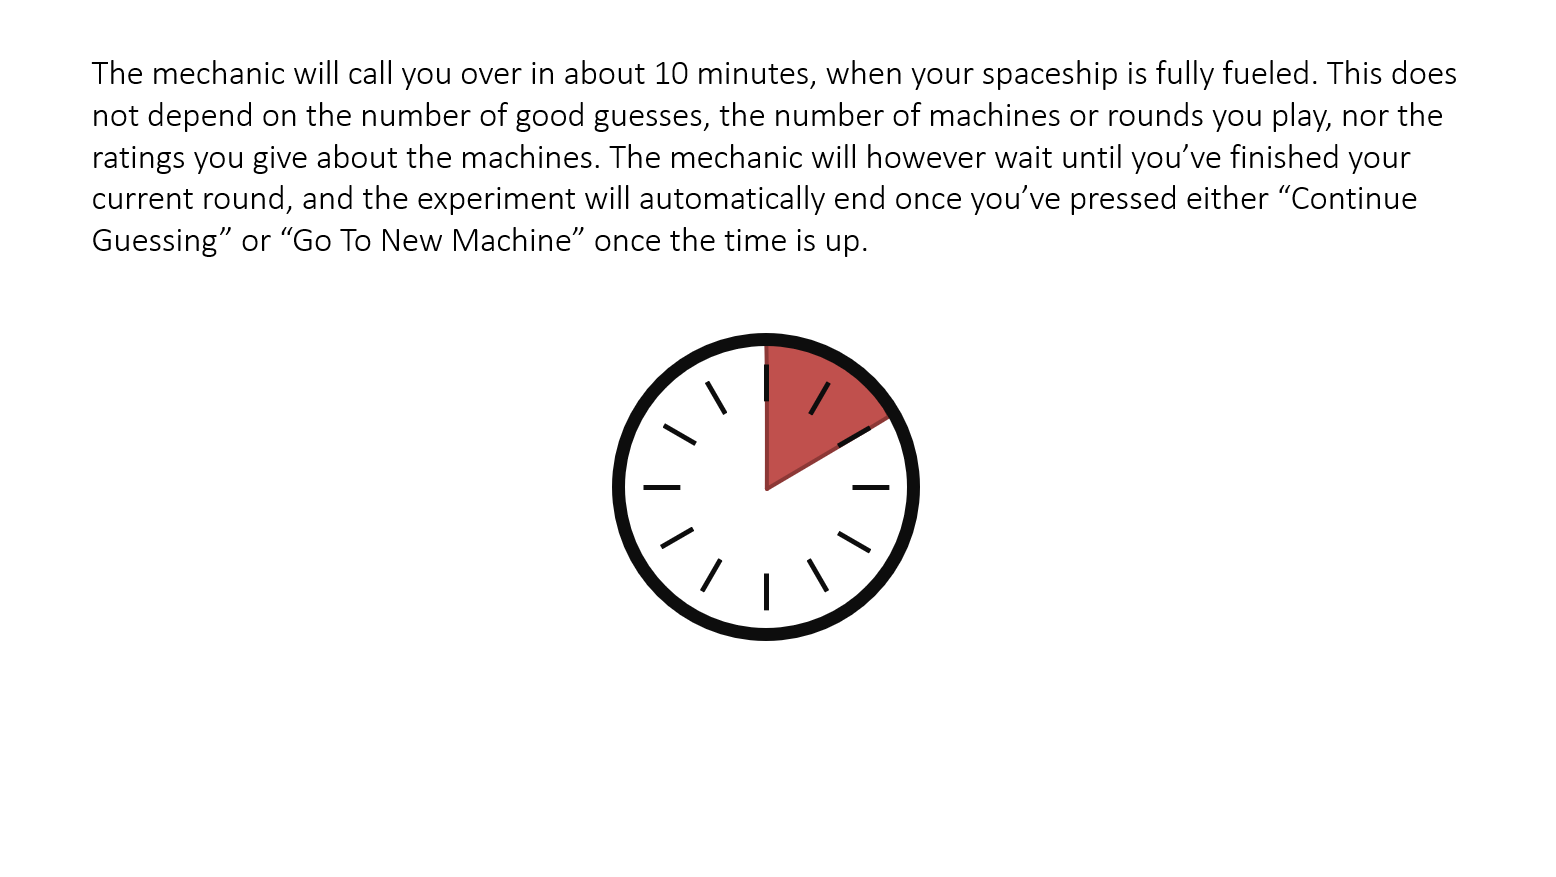 The mechanic will call you over in about 10 minutes, when your spaceship is fully fueled. This does
not depend on the number of good guesses, the number of machines or rounds you play, nor the
ratings you give about the machines. The mechanic will however wait until you’ve finished your
current round, and the experiment will automatically end once you’ve pressed either “Continue
Guessing” or “Go To New Machine” once the time is up.